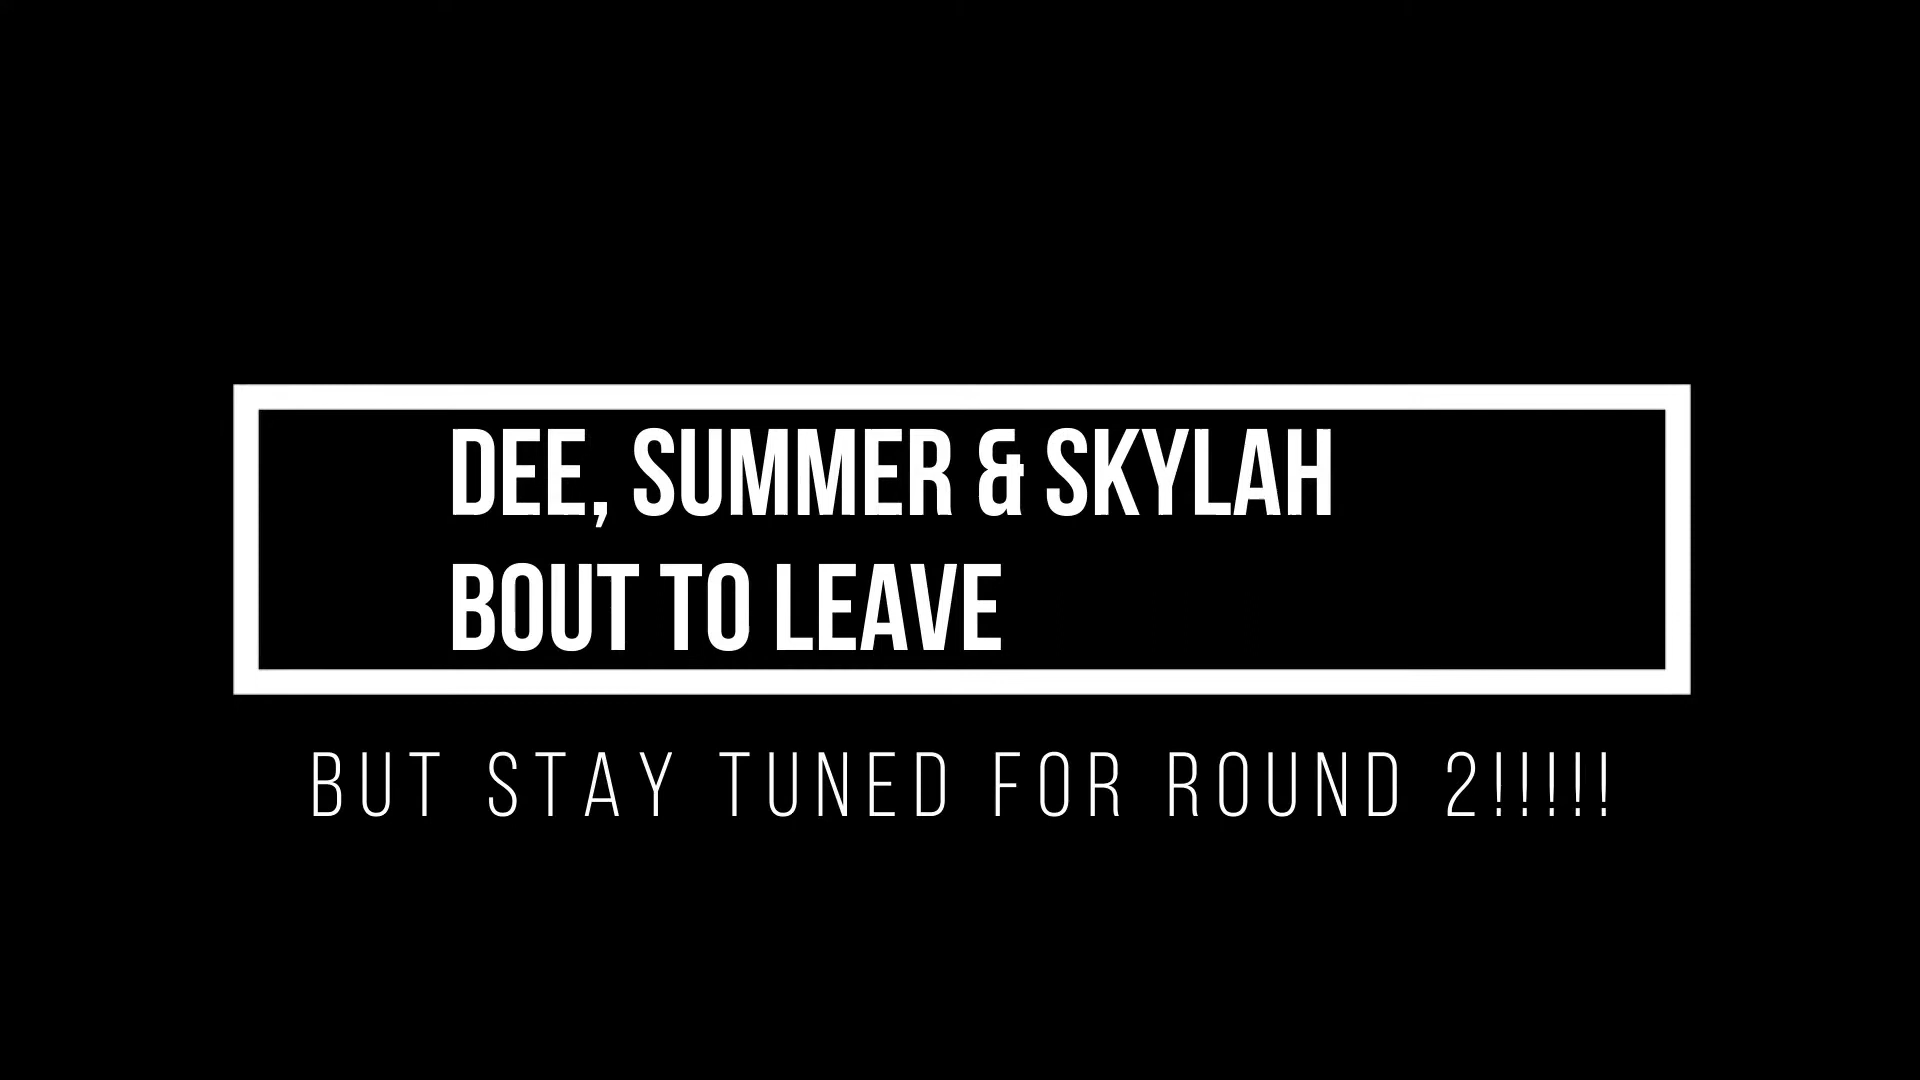 DEE, SUMMER & SKYLAH
BOUT TO LEAVE
BUT STAY TUNED FOR ROUND 2!!!!!